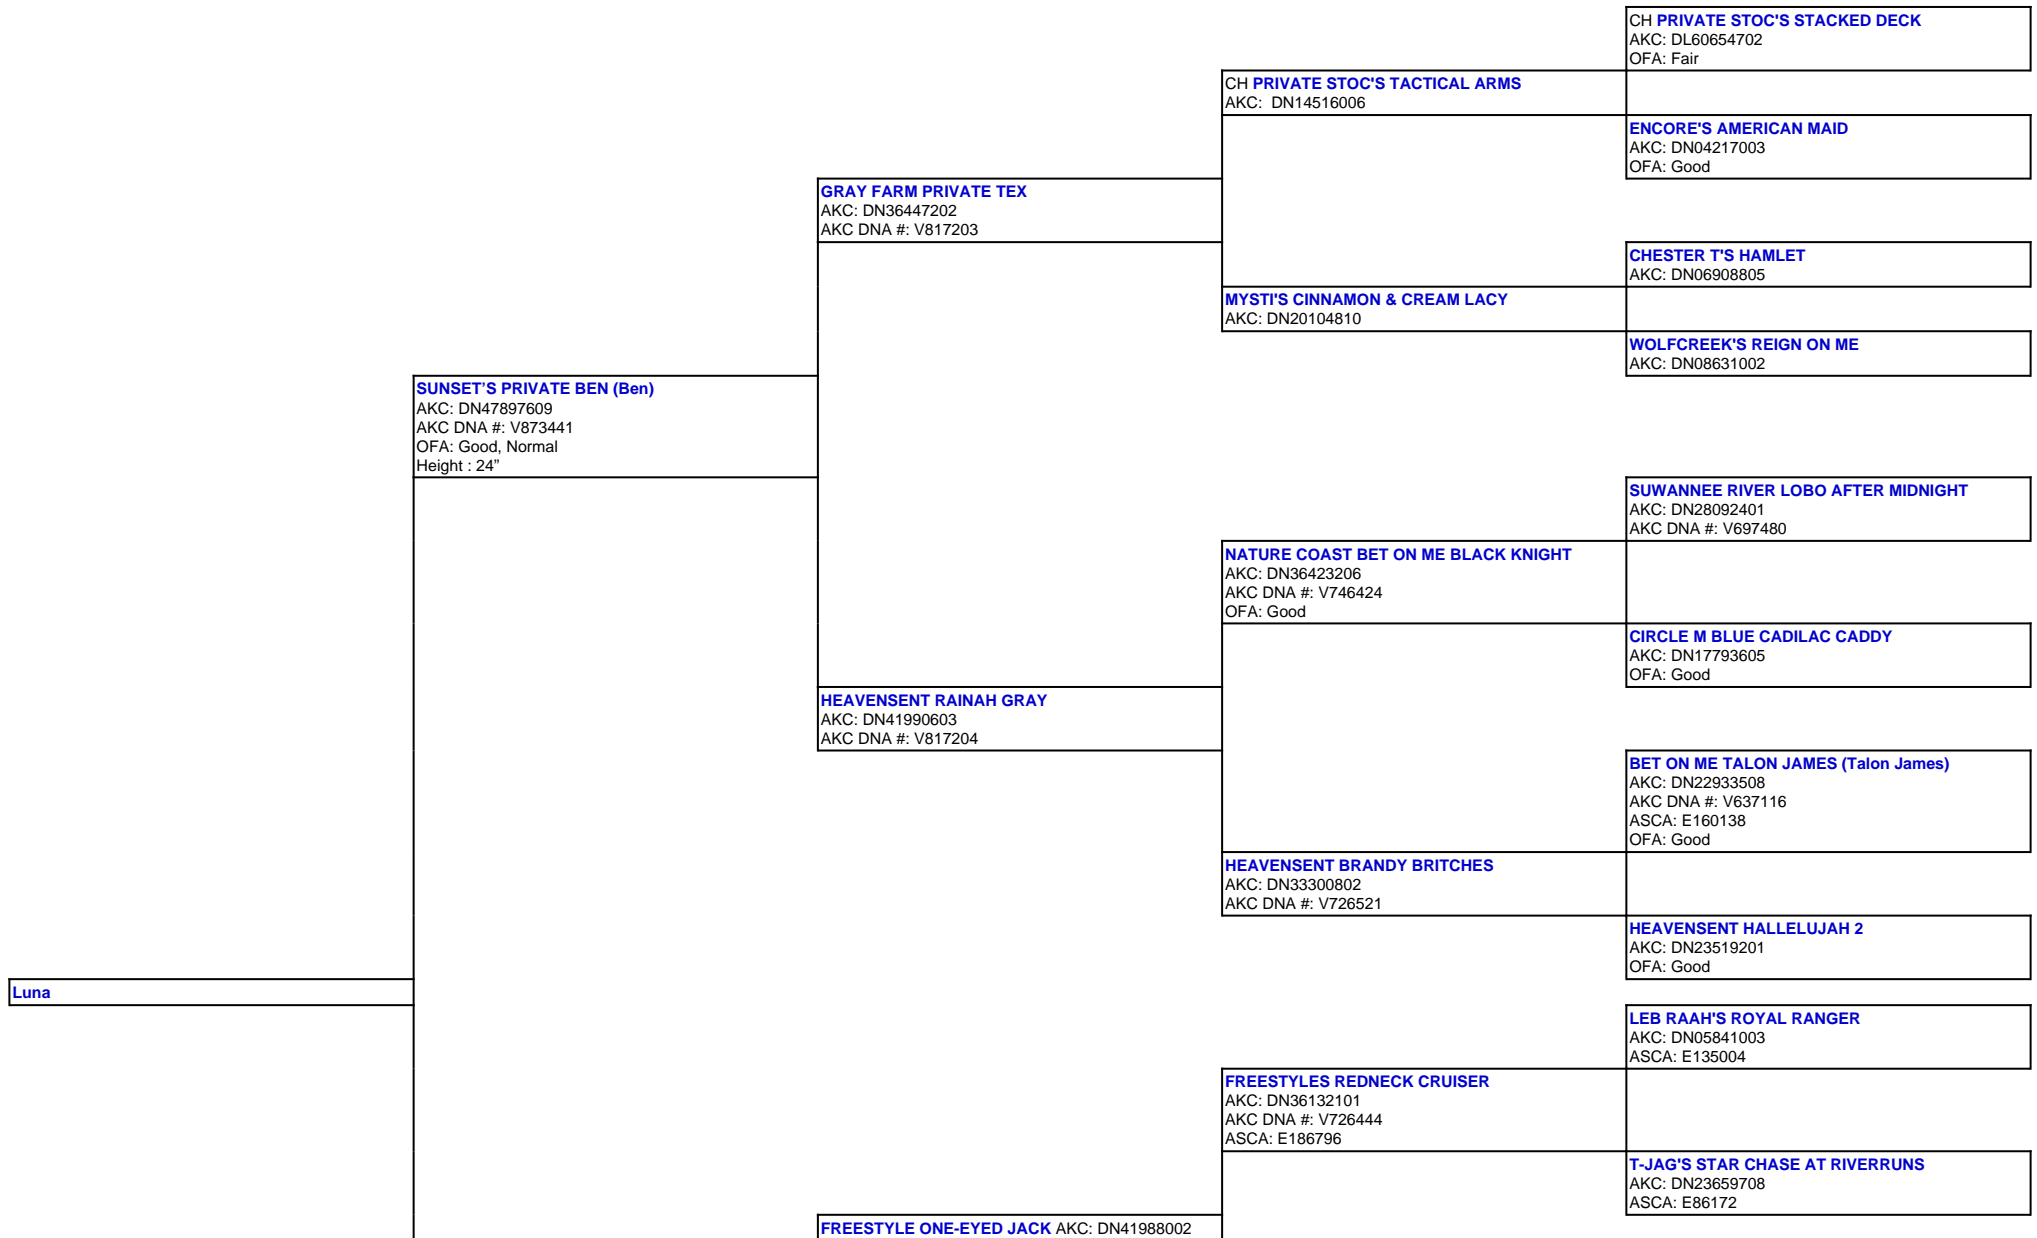 CH PRIVATE STOC'S STACKED DECK
AKC: DL60654702
OFA: Fair
CH PRIVATE STOC'S TACTICAL ARMS
AKC: DN14516006
ENCORE'S AMERICAN MAID
AKC: DN04217003
OFA: Good
GRAY FARM PRIVATE TEX
AKC: DN36447202
AKC DNA #: V817203
CHESTER T'S HAMLET
AKC: DN06908805
MYSTI'S CINNAMON & CREAM LACY
AKC: DN20104810
WOLFCREEK'S REIGN ON ME
AKC: DN08631002
SUNSET’S PRIVATE BEN (Ben)
AKC: DN47897609
AKC DNA #: V873441
OFA: Good, Normal
Height : 24”
SUWANNEE RIVER LOBO AFTER MIDNIGHT
AKC: DN28092401
AKC DNA #: V697480
NATURE COAST BET ON ME BLACK KNIGHT
AKC: DN36423206
AKC DNA #: V746424
OFA: Good
CIRCLE M BLUE CADILAC CADDY
AKC: DN17793605
OFA: Good
HEAVENSENT RAINAH GRAY
AKC: DN41990603
AKC DNA #: V817204
BET ON ME TALON JAMES (Talon James)
AKC: DN22933508
AKC DNA #: V637116
ASCA: E160138
OFA: Good
HEAVENSENT BRANDY BRITCHES
AKC: DN33300802
AKC DNA #: V726521
HEAVENSENT HALLELUJAH 2
AKC: DN23519201
OFA: Good
Luna
LEB RAAH'S ROYAL RANGER
AKC: DN05841003
ASCA: E135004
FREESTYLES REDNECK CRUISER
AKC: DN36132101
AKC DNA #: V726444
ASCA: E186796
T-JAG'S STAR CHASE AT RIVERRUNS
AKC: DN23659708
ASCA: E86172
FREESTYLE ONE-EYED JACK AKC: DN41988002